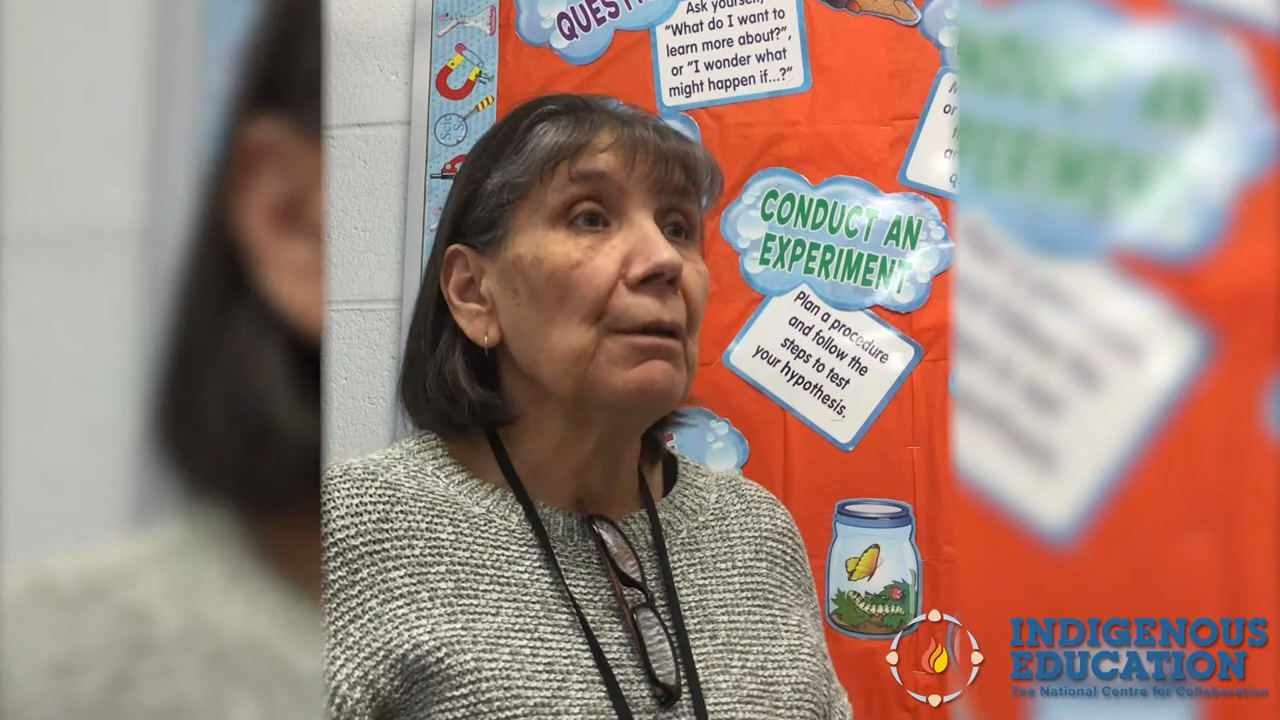 QUESTI
Ask yourself,
"What do I want to
learn more about?",
or "I wonder what
might happen if...?"
CONDUCT AN
EXPERIMENT
Plan a procedure
and follow the
steps to test
your hypothesis.
INDIGENOUS
EDUCATION
The National Centre for Collaboration